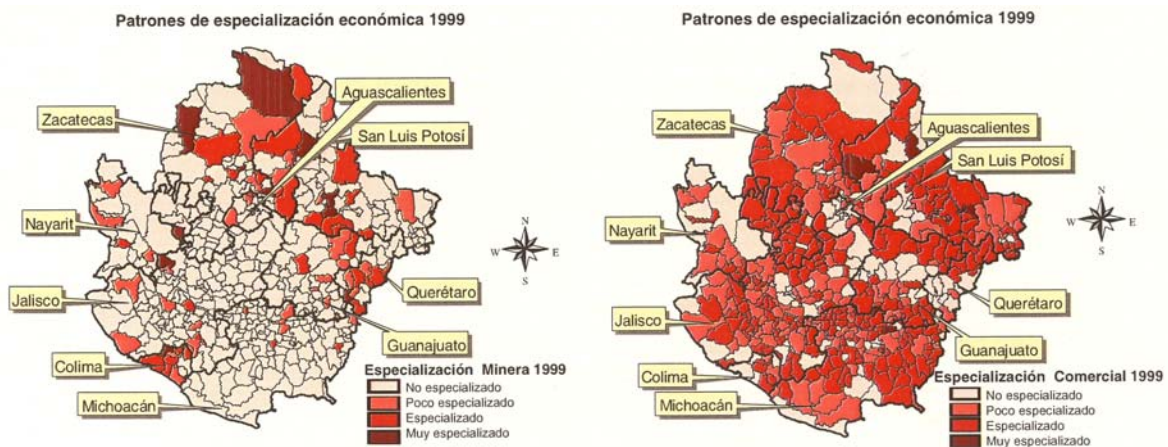 Patrones de especialización económica 1999
Aguascalientes
Zacatecas
San Luis Potosí
Nayarit
N
W
E
S
Jalisco
Querétaro
Guanajuato
Colima
Michoacán
Especialización Minera 1999
No especializado
Poco especializado
Especializado
Muy especializado
Patrones de especialización económica 1999
Zacatecas
Aguascalientes
San Luis Potosí
Nayarit
N
W
E
S
Querétaro
Jalisco
Guanajuato
Colima
Michoacán
Especialización Comercial 1999
No especializado
Poco especializado
Especializado
Muy especializado